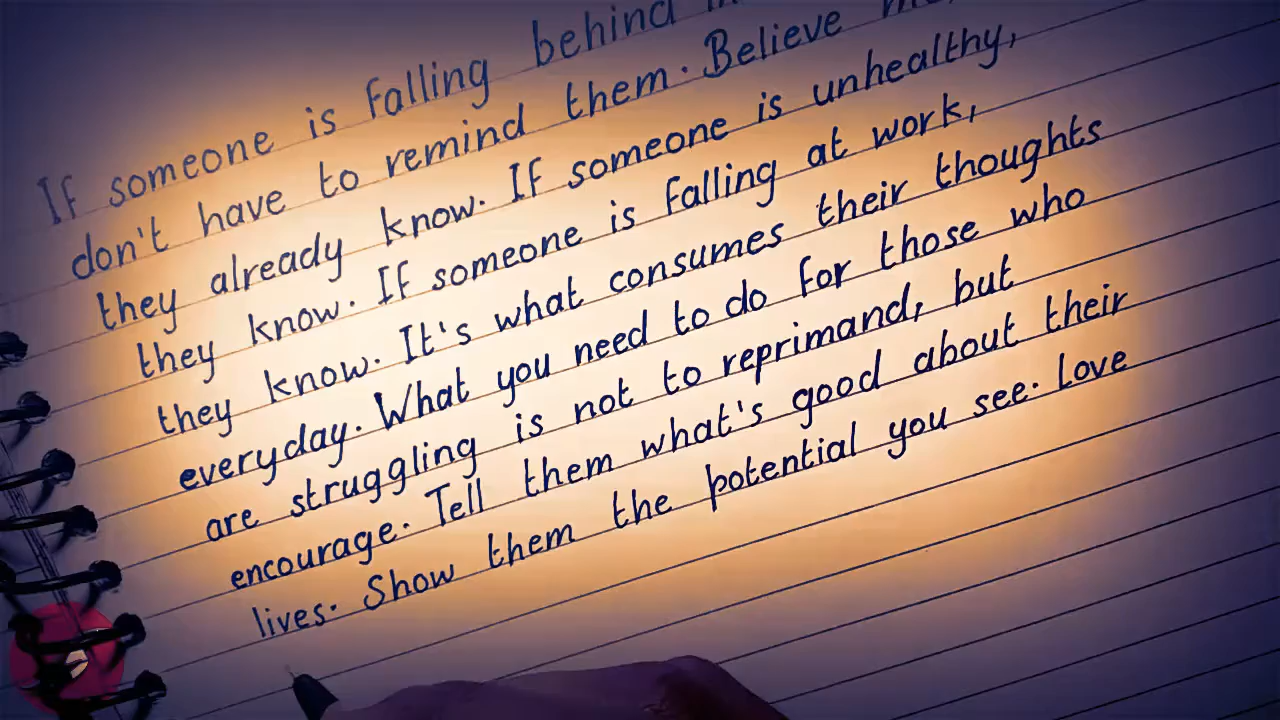 If someone is falling behind
don't have to remind them. Believe
they already know. If someone is unhealthy,
they know. If someone is falling at work,
they know. It's what consumes their thoughts
everyday. What you need to do for those who
are struggling is not to reprimand, but
encourage. Tell them what's good about their
lives. Show them the potential you see. Love